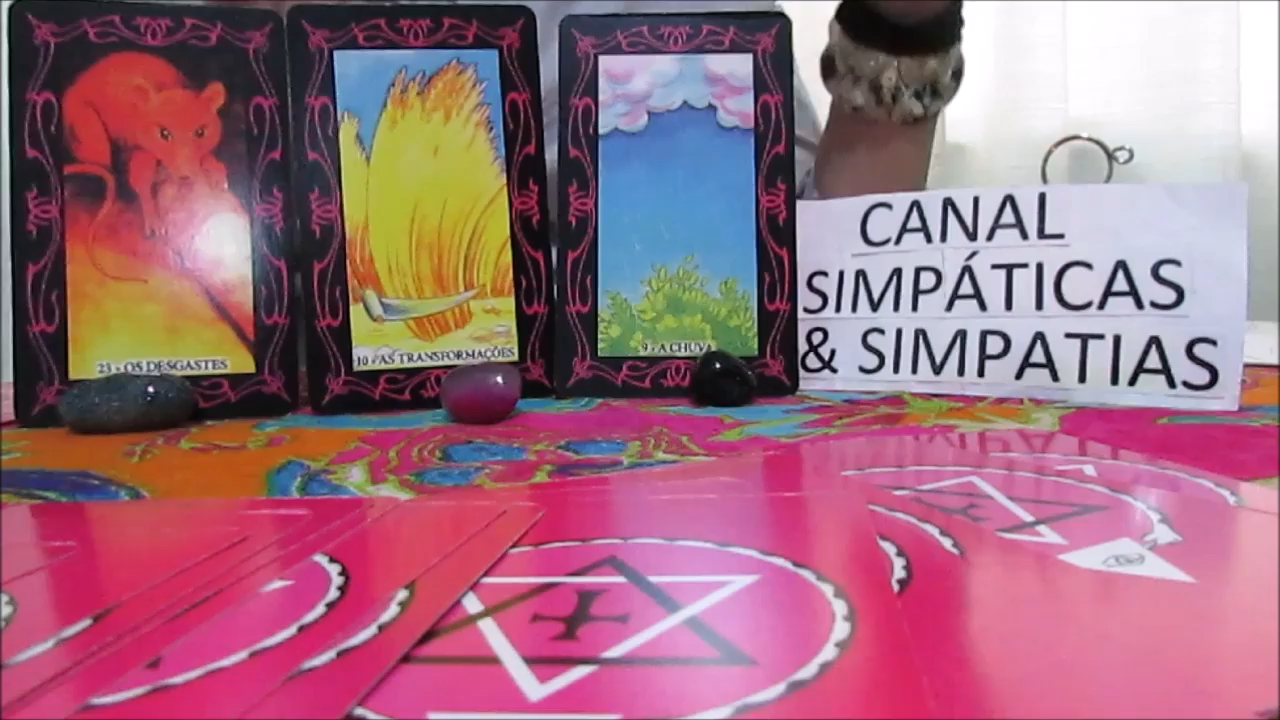 23 - OS DESGASTES
10 - AS TRANSFORMAÇÕES
9 - A CHUVA
CANAL
SIMPÁTICAS
& SIMPATIAS